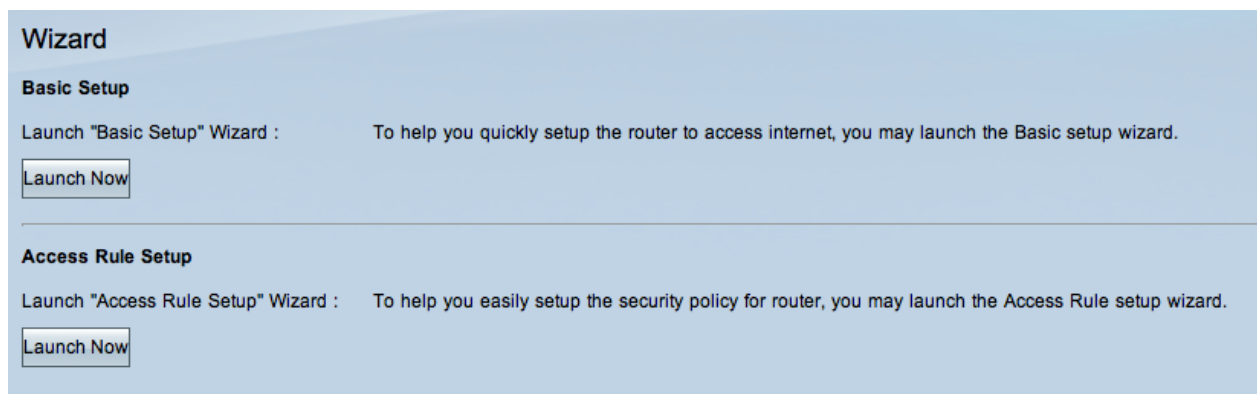 Wizard
Basic Setup
Launch "Basic Setup" Wizard : To help you quickly setup the router to access internet, you may launch the Basic setup wizard.
Launch Now
Access Rule Setup
Launch "Access Rule Setup" Wizard : To help you easily setup the security policy for router, you may launch the Access Rule setup wizard.
Launch Now